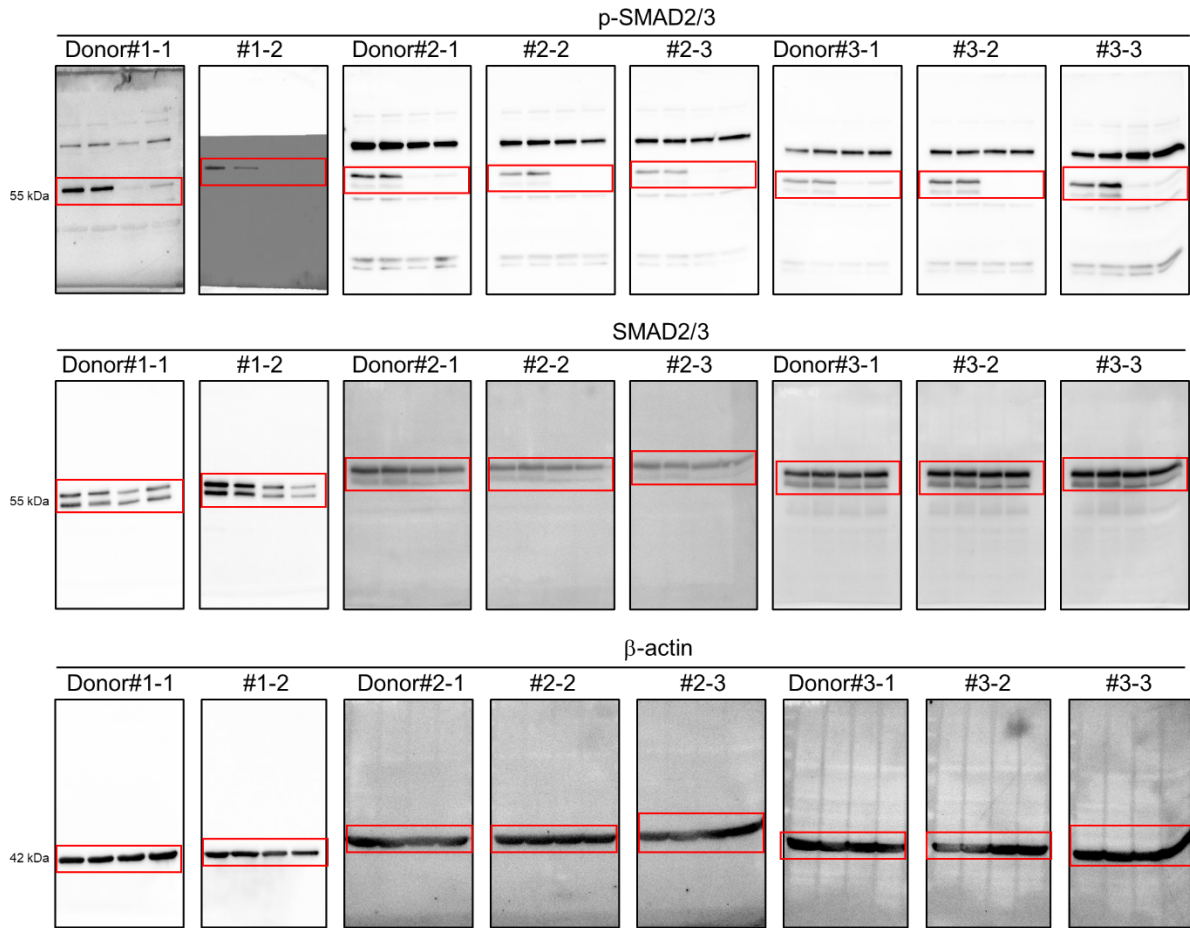 p-SMAD2/3
Donor#1-1 #1-2 Donor#2-1 #2-2 #2-3 Donor#3-1 #3-2 #3-3
55 kDa
SMAD2/3
Donor#1-1 #1-2 Donor#2-1 #2-2 #2-3 Donor#3-1 #3-2 #3-3
55 kDa
β-actin
Donor#1-1 #1-2 Donor#2-1 #2-2 #2-3 Donor#3-1 #3-2 #3-3
42 kDa